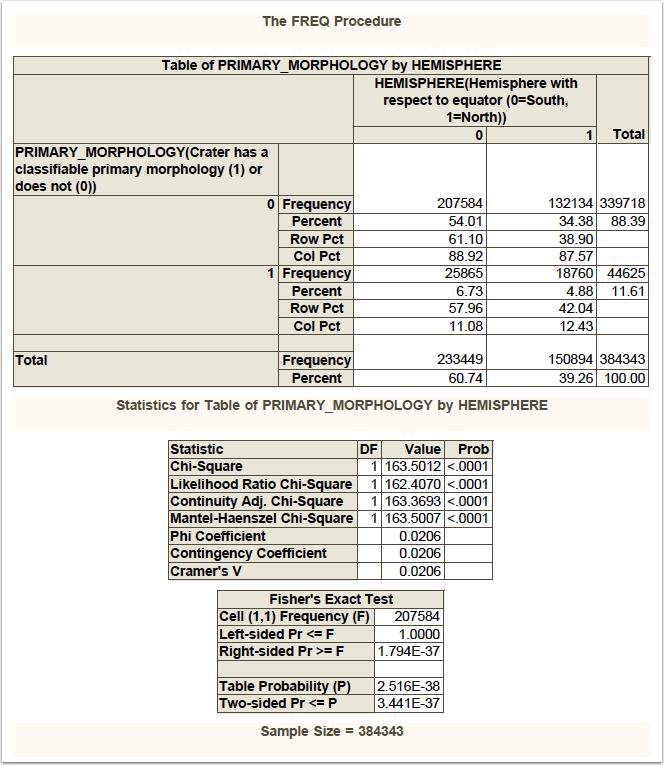 The FREQ Procedure
Table of PRIMARY_MORPHOLOGY by HEMISPHERE
HEMISPHERE(Hemisphere with
respect to equator (0=South,
1=North))
0 1 Total
PRIMARY_MORPHOLOGY(Crater has a
classifiable primary morphology (1) or
does not (0))
0 Frequency 207584 132134 339718
Percent 54.01 34.38 88.39
Row Pct 61.10 38.90
Col Pct 88.92 87.57
1 Frequency 25865 18760 44625
Percent 6.73 4.88 11.61
Row Pct 57.96 42.04
Col Pct 11.08 12.43
Total Frequency 233449 150894 384343
Percent 60.74 39.26 100.00
Statistics for Table of PRIMARY_MORPHOLOGY by HEMISPHERE
Statistic DF Value Prob
Chi-Square 1 163.5012 <.0001
Likelihood Ratio Chi-Square 1 162.4070 <.0001
Continuity Adj. Chi-Square 1 163.3693 <.0001
Mantel-Haenszel Chi-Square 1 163.5007 <.0001
Phi Coefficient 0.0206
Contingency Coefficient 0.0206
Cramer's V 0.0206
Fisher's Exact Test
Cell (1,1) Frequency (F) 207584
Left-sided Pr <= F 1.0000
Right-sided Pr >= F 1.794E-37
Table Probability (P) 2.516E-38
Two-sided Pr <= P 3.441E-37
Sample Size = 384343